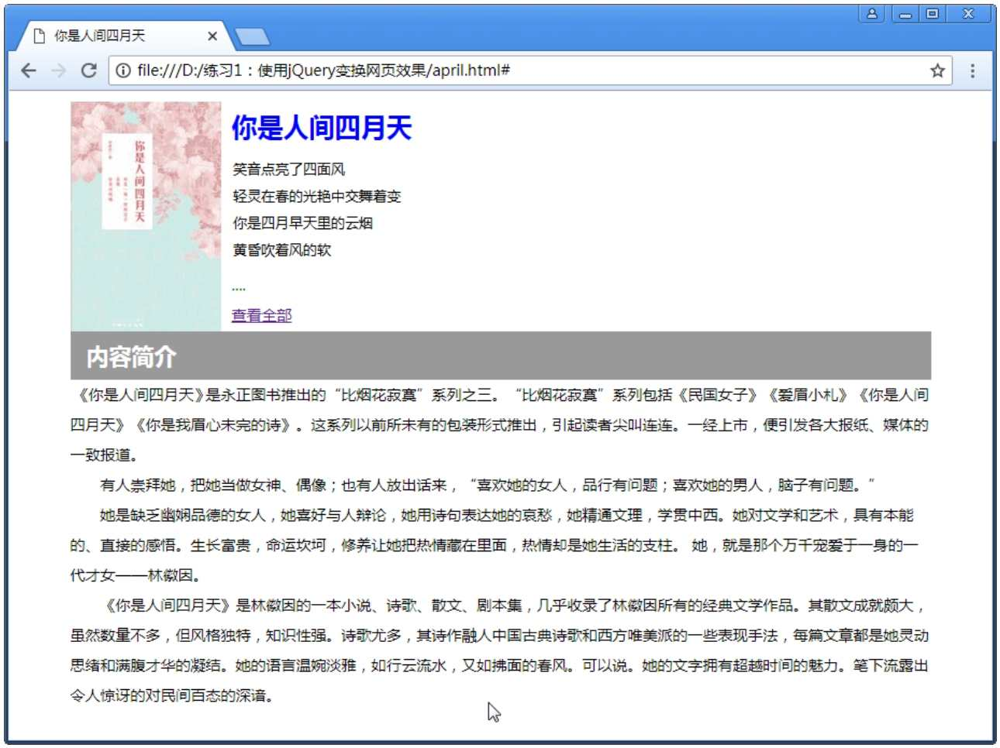 你是人间四月天
file:///D:/练习1：使用jQuery变换网页效果/april.html#
你是人间四月天
你是人间四月天
笑音点亮了四面风
轻灵在春的光艳中交舞着变
你是四月早天里的云烟
黄昏吹着风的软
....
查看全部
内容简介
《你是人间四月天》是永正图书推出的“比烟花寂寞”系列之三。“比烟花寂寞”系列包括《民国女子》《爱眉小札》《你是人间
四月天》《你是我眉心未完的诗》。这系列以前所未有的包装形式推出，引起读者尖叫连连。一经上市，便引发各大报纸、媒体的
一致报道。
有人崇拜她，把她当做女神、偶像；也有人放出话来，“喜欢她的女人，品行有问题；喜欢她的男人，脑子有问题。”
她是缺乏幽娴品德的女人，她喜好与人辩论，她用诗句表达她的哀愁，她精通文理，学贯中西。她对文学和艺术，具有本能
的、直接的感悟。生长富贵，命运坎坷，修养让她把热情藏在里面，热情却是她生活的支柱。 她，就是那个万千宠爱于一身的一
代才女——林徽因。
《你是人间四月天》是林徽因的一本小说、诗歌、散文、剧本集，几乎收录了林徽因所有的经典文学作品。其散文成就颇大，
虽然数量不多，但风格独特，知识性强。诗歌尤多，其诗作融入中国古典诗歌和西方唯美派的一些表现手法，每篇文章都是她灵动
思绪和满腹才华的凝结。她的语言温婉淡雅，如行云流水，又如拂面的春风。可以说。她的文字拥有超越时间的魅力。笔下流露出
令人惊讶的对民间百态的深谙。